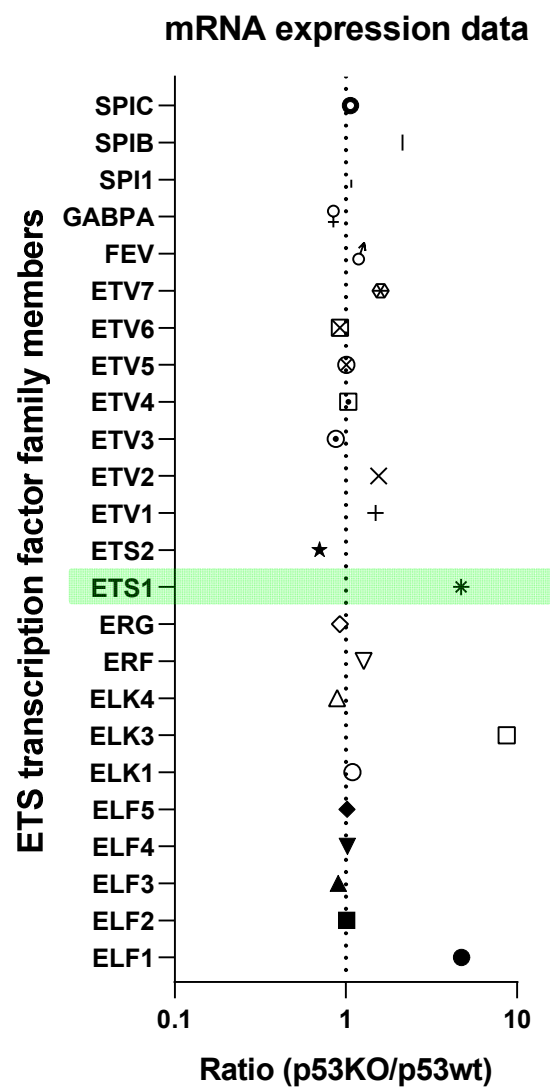 mRNA expression data
ETS transcription factor family members
SPIC
SPIB
SPI1
GABPA
FEV
ETV7
ETV6
ETV5
ETV4
ETV3
ETV2
ETV1
ETS2
ETS1
ERG
ERF
ELK4
ELK3
ELK1
ELF5
ELF4
ELF3
ELF2
ELF1
0.1 1 10
Ratio (p53KO/p53wt)